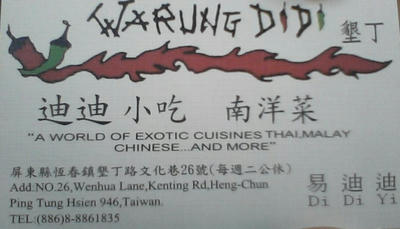 WARUNG DIDI 墾丁
迪迪 小吃 南洋菜
"A WORLD OF EXOTIC CUISINES THAI,MALAY
CHINESE...AND MORE"
屏東縣恆春鎮墾丁路文化巷26號(每週二公休)
Add:NO.26,Wenhua Lane,Kenting Rd,Heng-Chun
Ping Tung Hsien 946,Taiwan.
TEL:(886)8-8861835
易 迪 迪
Di Di Yi